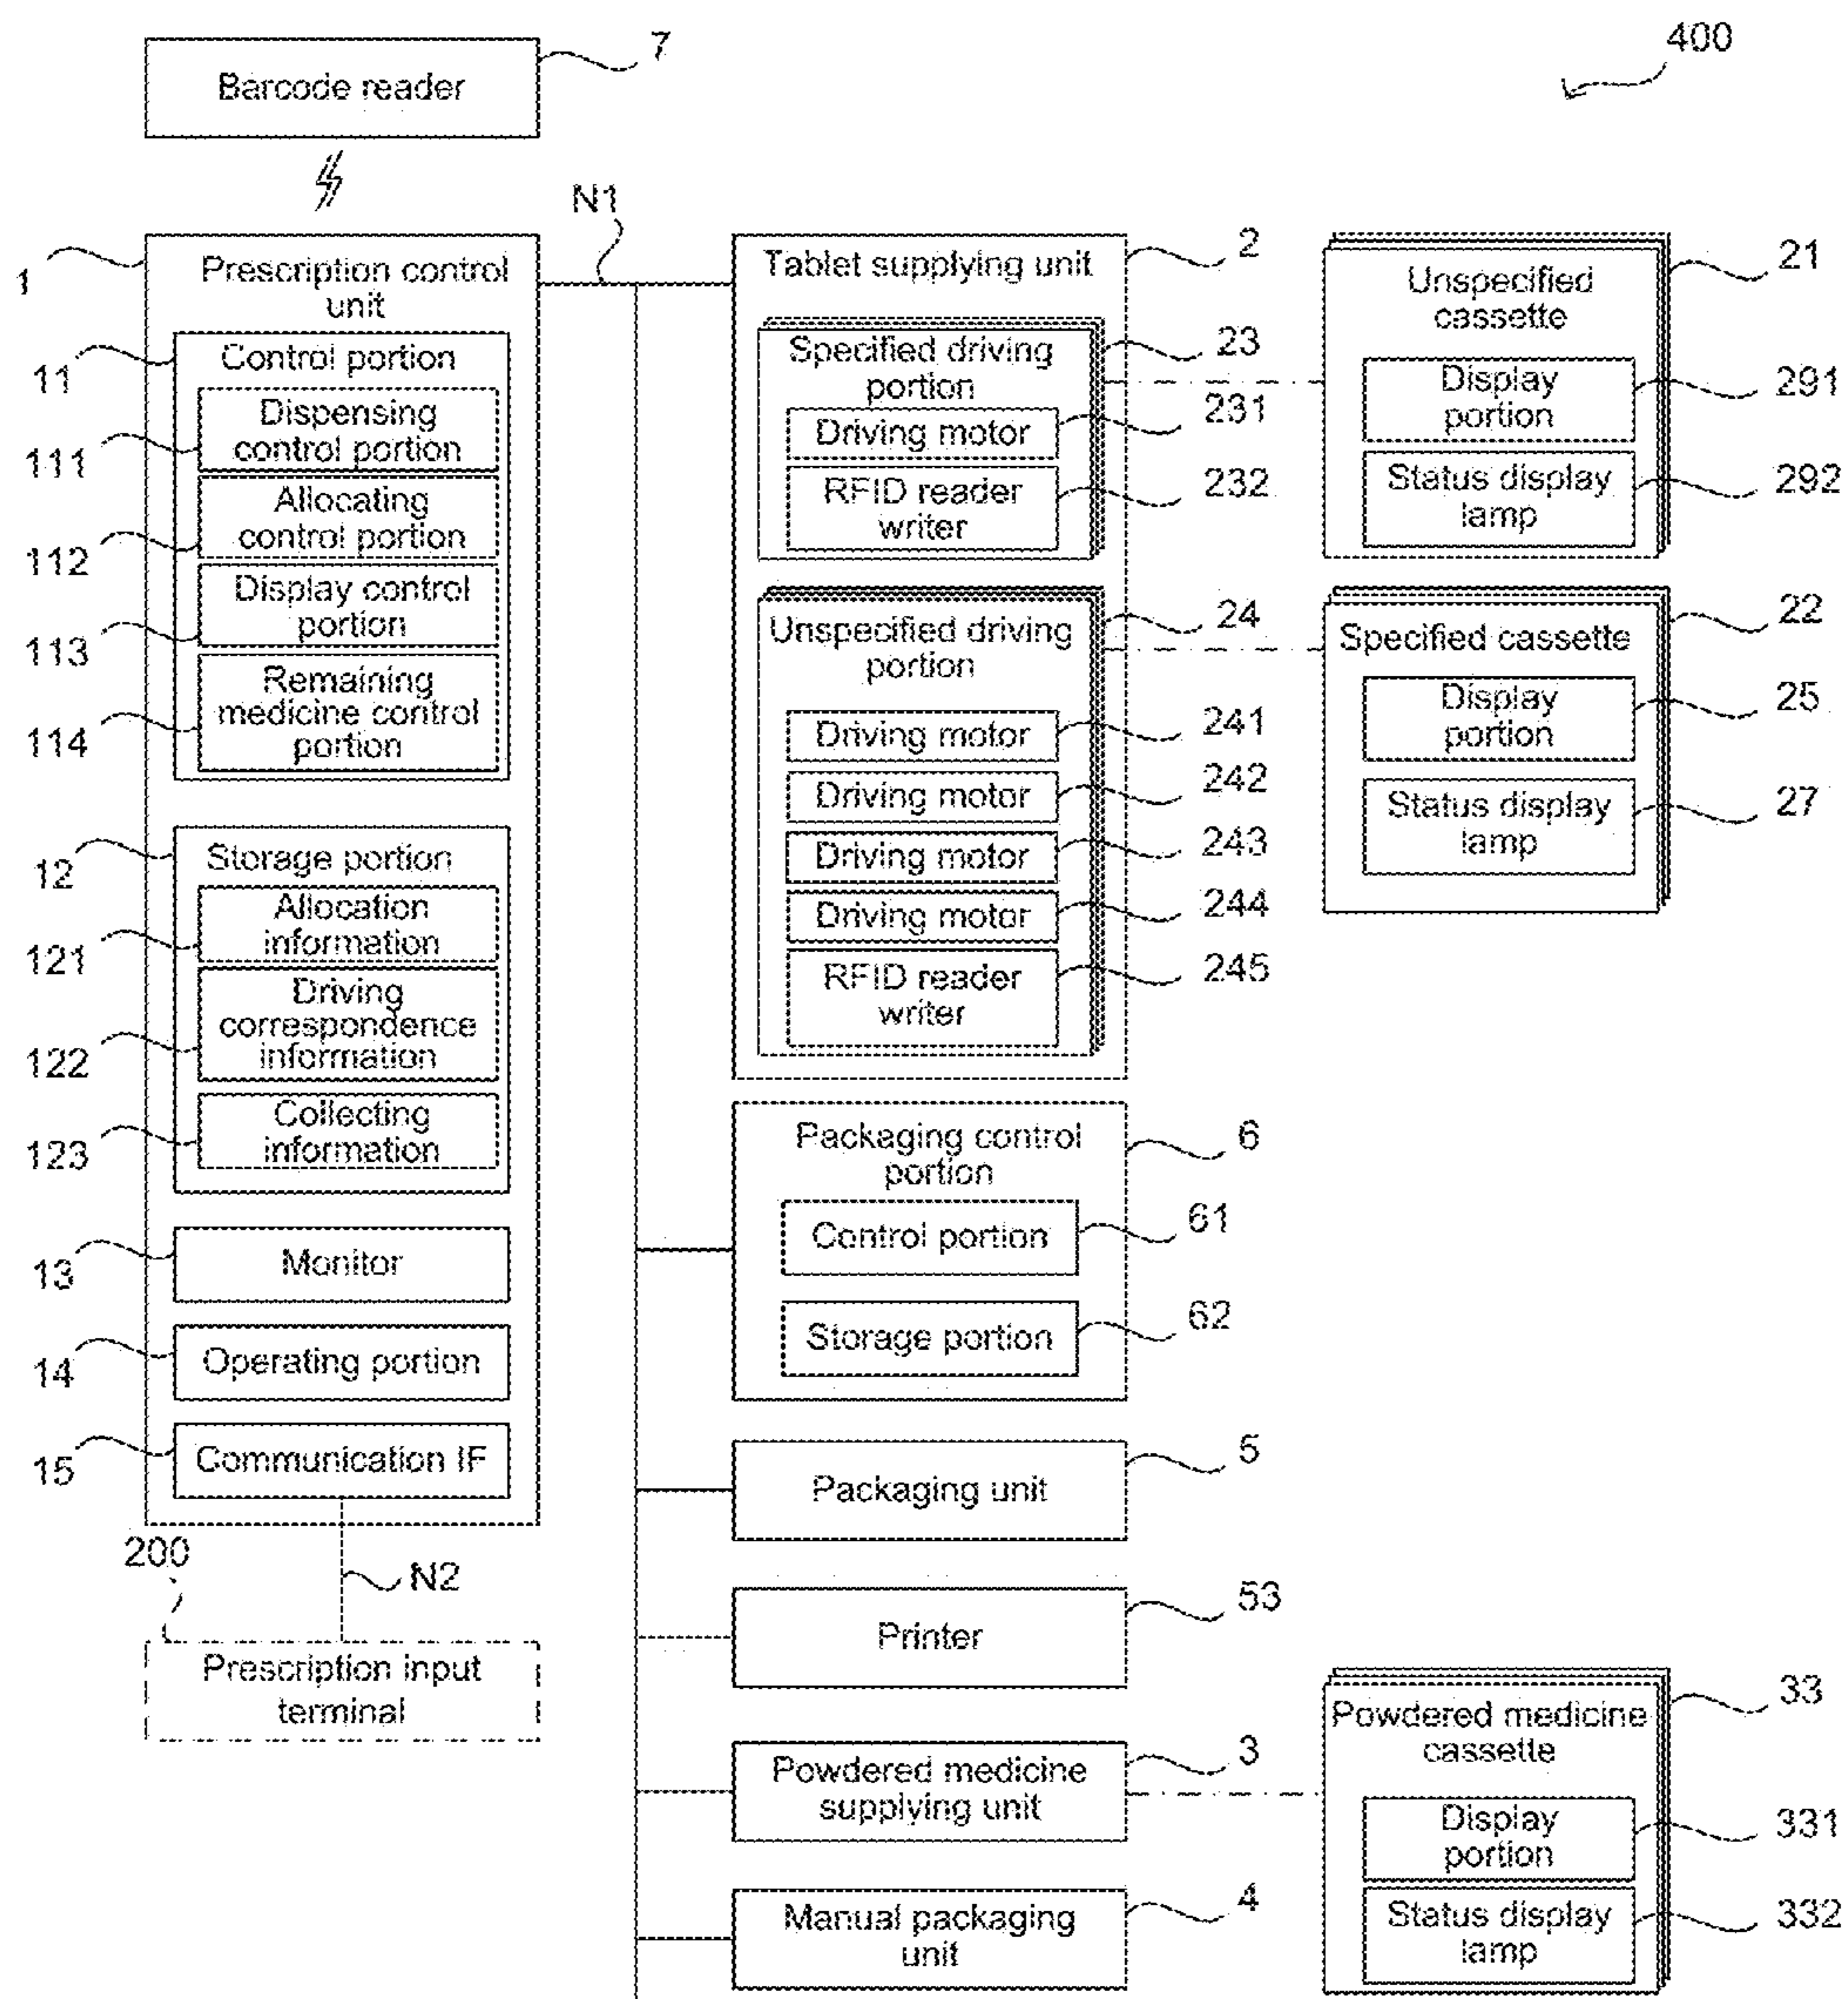 400
7
Barcode reader
N1
1
Prescription control
unit
11
Control portion
111
Dispensing
control portion
112
Allocating
control portion
113
Display control
portion
114
Remaining
medicine control
portion
12
Storage portion
121
Allocation
information
122
Driving
correspondence
information
123
Collecting
information
13
Monitor
14
Operating portion
15
Communication IF
200
N2
Prescription input
terminal
Tablet supplying unit
2
Specified driving
portion
23
Driving motor
231
RFID reader
writer
232
Unspecified driving
portion
24
Driving motor
241
Driving motor
242
Driving motor
243
Driving motor
244
RFID reader
writer
245
Packaging control
portion
6
Control portion
61
Storage portion
62
Packaging unit
5
Printer
53
Powdered medicine
supplying unit
3
Manual packaging
unit
4
Unspecified
cassette
21
Display
portion
291
Status display
lamp
292
Specified cassette
22
Display
portion
25
Status display
lamp
27
Powdered medicine
cassette
33
Display
portion
331
Status display
lamp
332